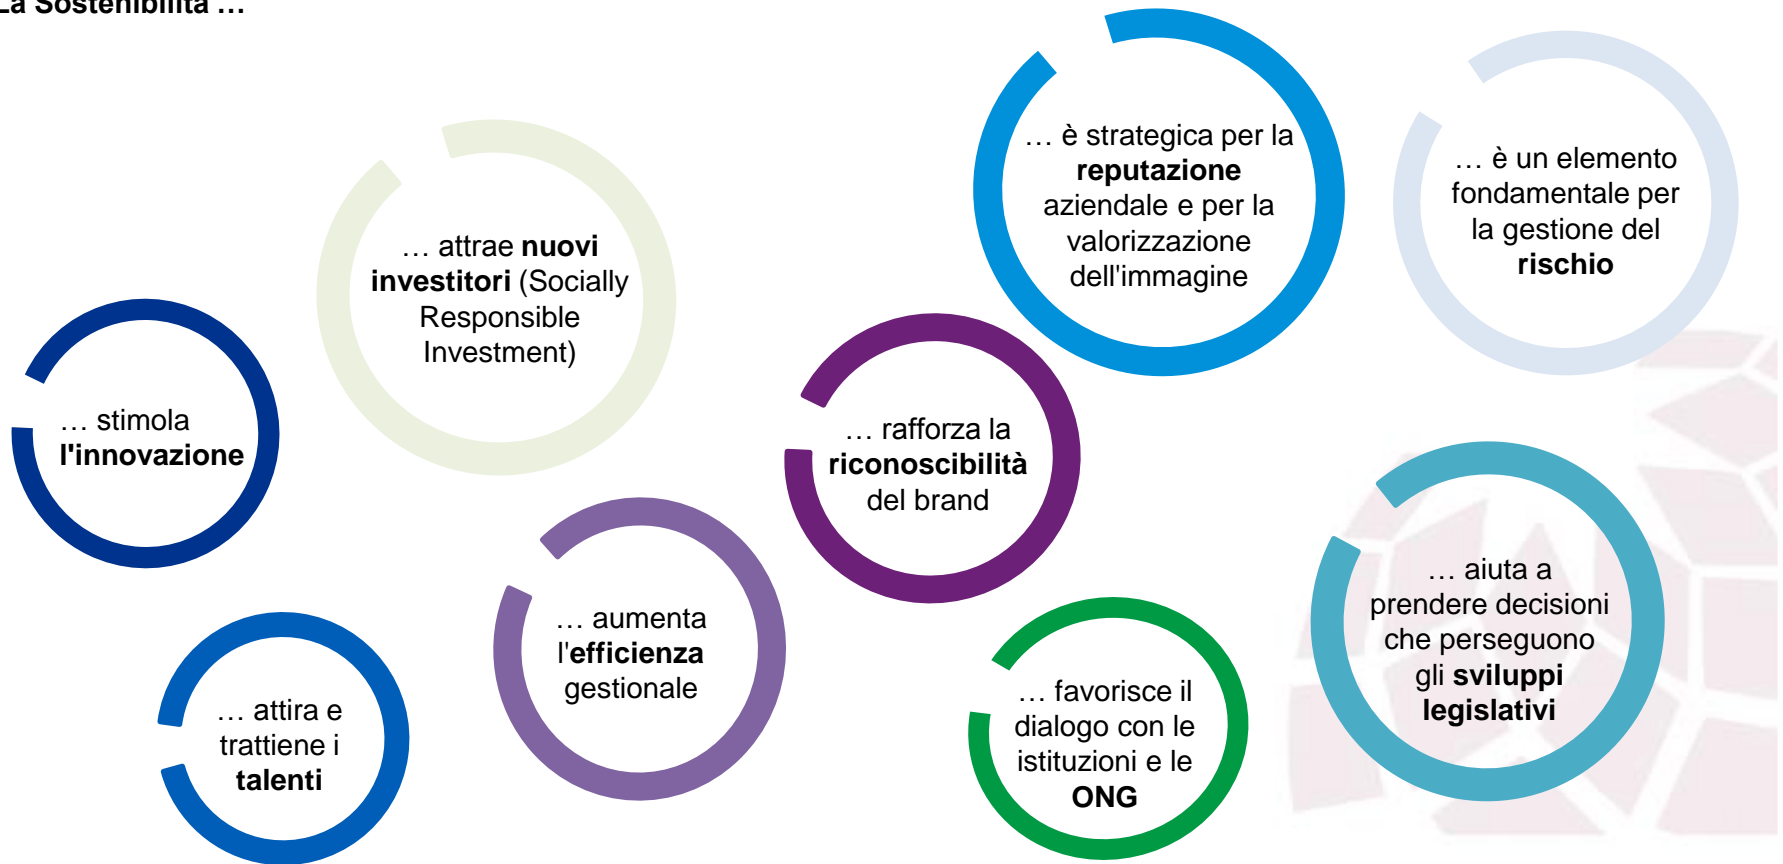 La Sostenibilità ...
… stimola
l'innovazione
… attrae nuovi
investitori (Socially
Responsible
Investment)
… attira e
trattiene i
talenti
… aumenta
l'efficienza
gestionale
… rafforza la
riconoscibilità
del brand
… è strategica per la
reputazione
aziendale e per la
valorizzazione
dell'immagine
… favorisce il
dialogo con le
istituzioni e le
ONG
… è un elemento
fondamentale per
la gestione del
rischio
… aiuta a
prendere decisioni
che perseguono
gli sviluppi
legislativi